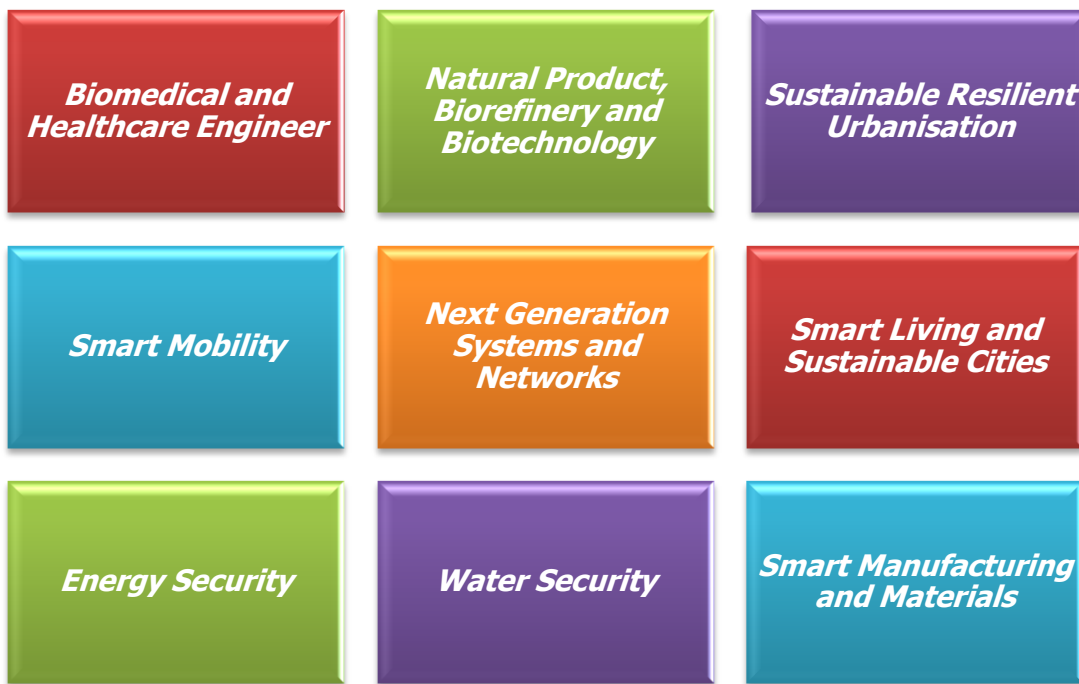 Biomedical and
Healthcare Engineer
Natural Product,
Biorefinery and
Biotechnology
Sustainable Resilient
Urbanisation
Smart Mobility
Next Generation
Systems and
Networks
Smart Living and
Sustainable Cities
Energy Security
Water Security
Smart Manufacturing
and Materials